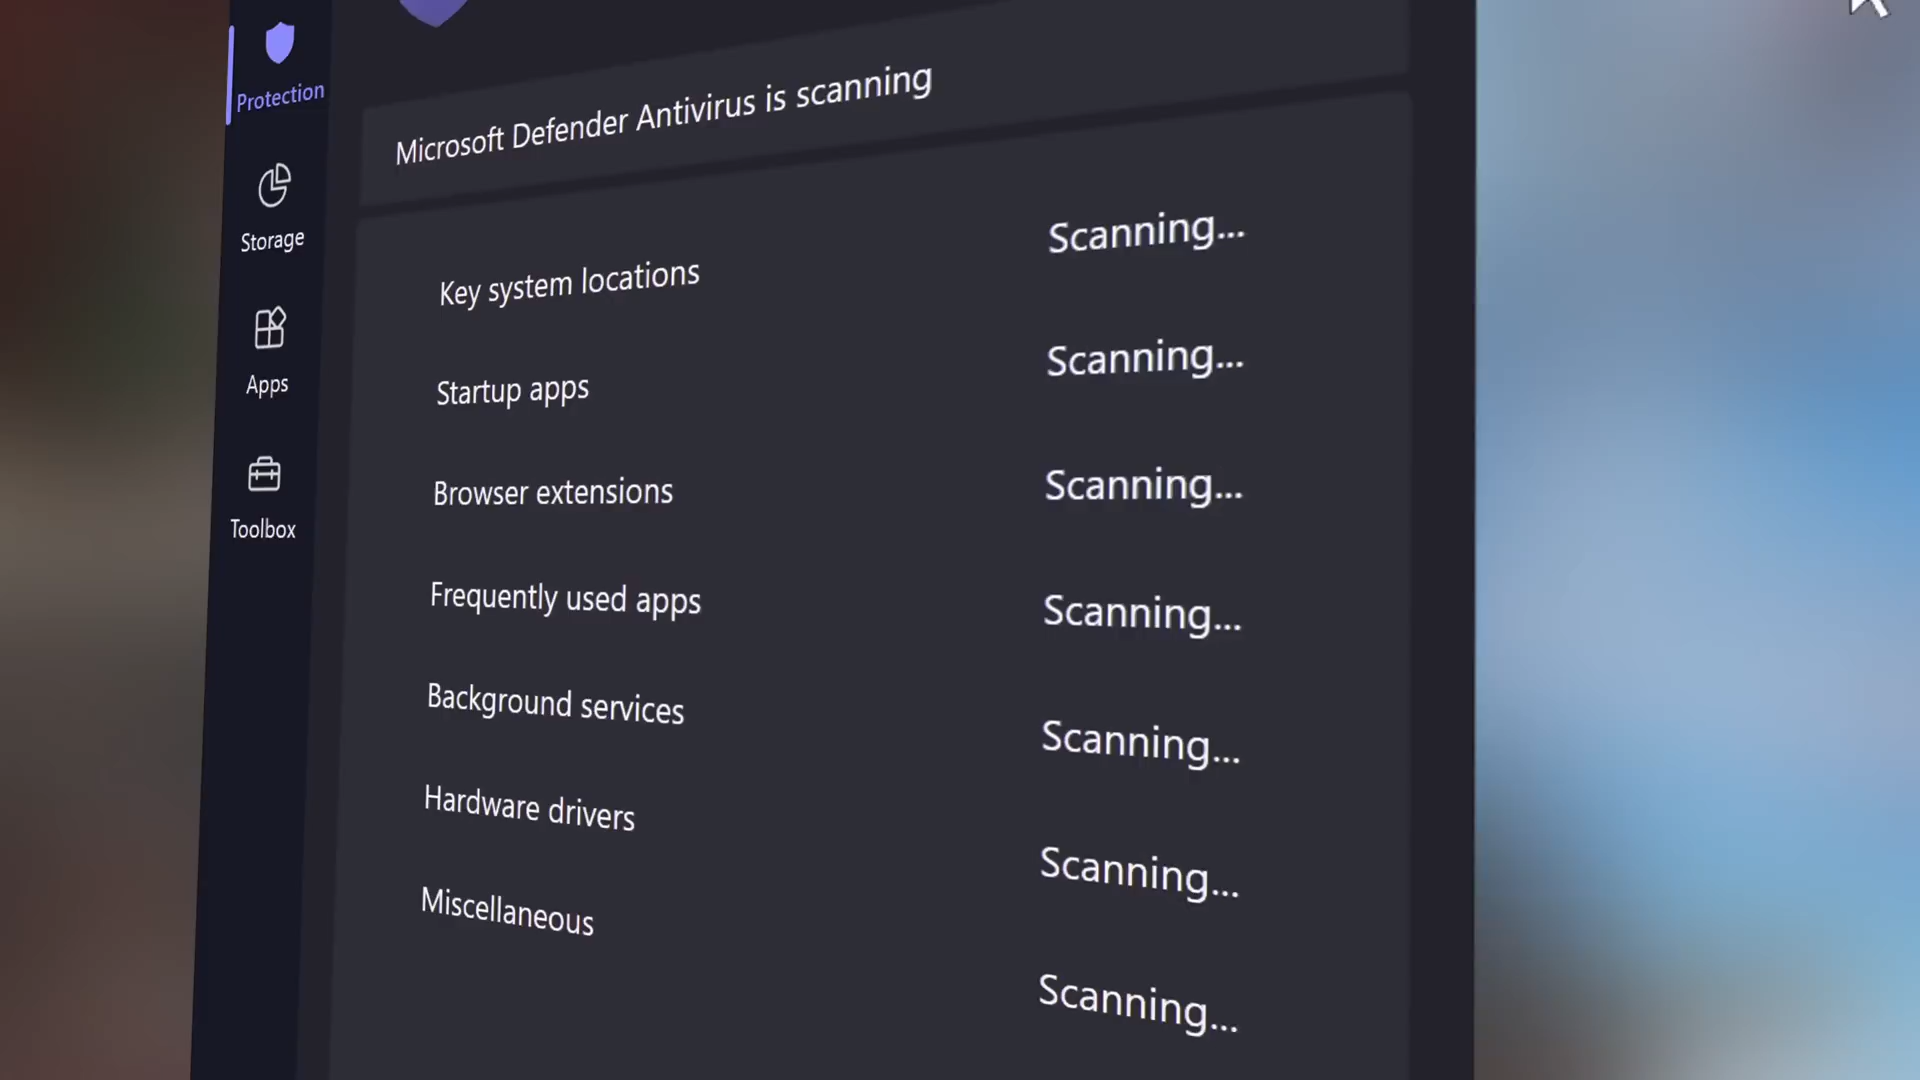 Protection
Storage
Apps
Toolbox
Microsoft Defender Antivirus is scanning
Key system locations
Scanning...
Startup apps
Scanning...
Browser extensions
Scanning...
Frequently used apps
Scanning...
Background services
Scanning...
Hardware drivers
Scanning...
Miscellaneous
Scanning...